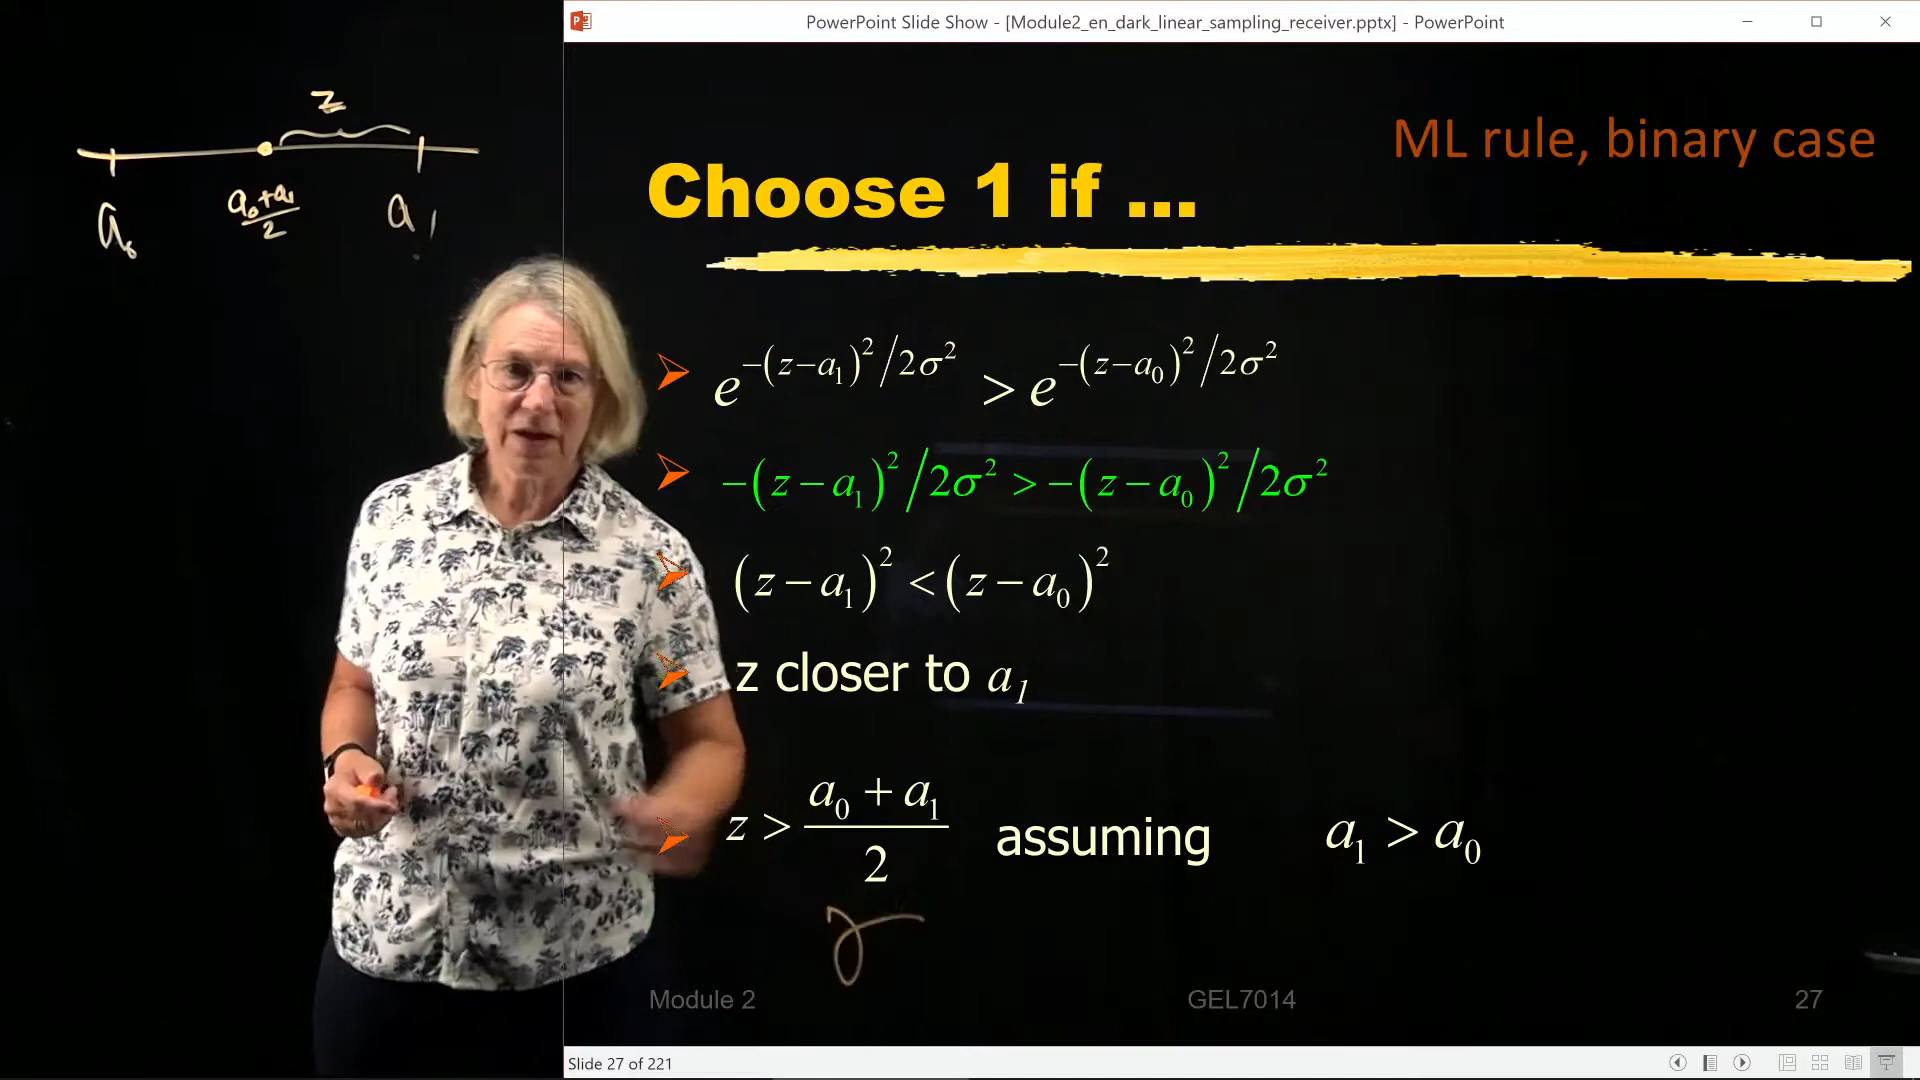 PowerPoint Slide Show - [Module2_en_dark_linear_sampling_receiver.pptx] - PowerPoint
z
a₀ (a₀+a₁)/2 a₁
ML rule, binary case
Choose 1 if ...
e^(−(z−a₁)²/2σ²) > e^(−(z−a₀)²/2σ²)
−(z−a₁)²/2σ² > −(z−a₀)²/2σ²
(z−a₁)² < (z−a₀)²
z closer to a₁
z > (a₀+a₁)/2 assuming a₁ > a₀
γ
Module 2 GEL7014 27
Slide 27 of 221